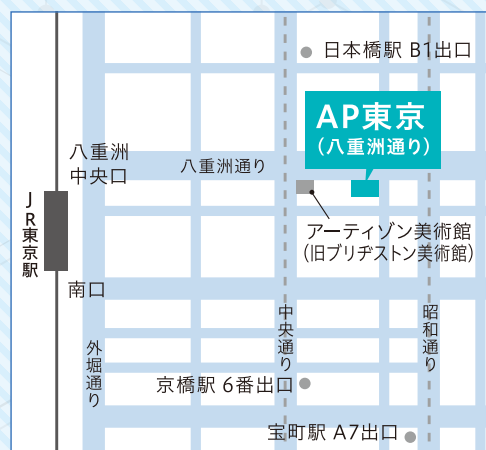 日本橋駅 B1出口
AP東京
(八重洲通り)
八重洲
中央口
八重洲通り
JR東京駅
アーティゾン美術館
(旧ブリヂストン美術館)
南口
外堀通り
中央通り
昭和通り
京橋駅 6番出口
宝町駅 A7出口